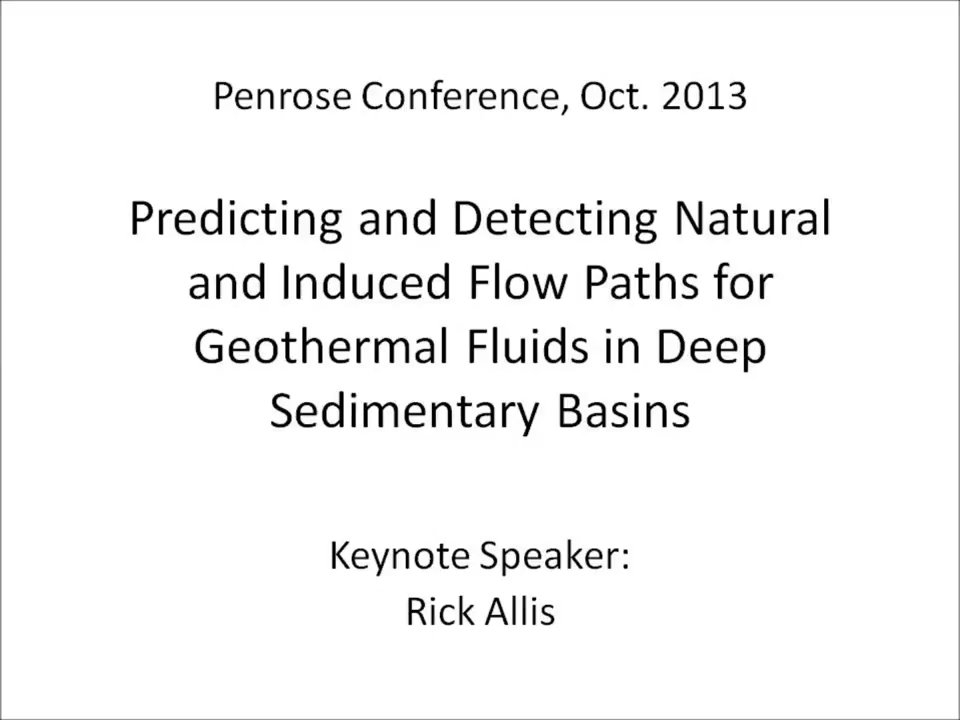 Penrose Conference, Oct. 2013
Predicting and Detecting Natural
and Induced Flow Paths for
Geothermal Fluids in Deep
Sedimentary Basins
Keynote Speaker:
Rick Allis